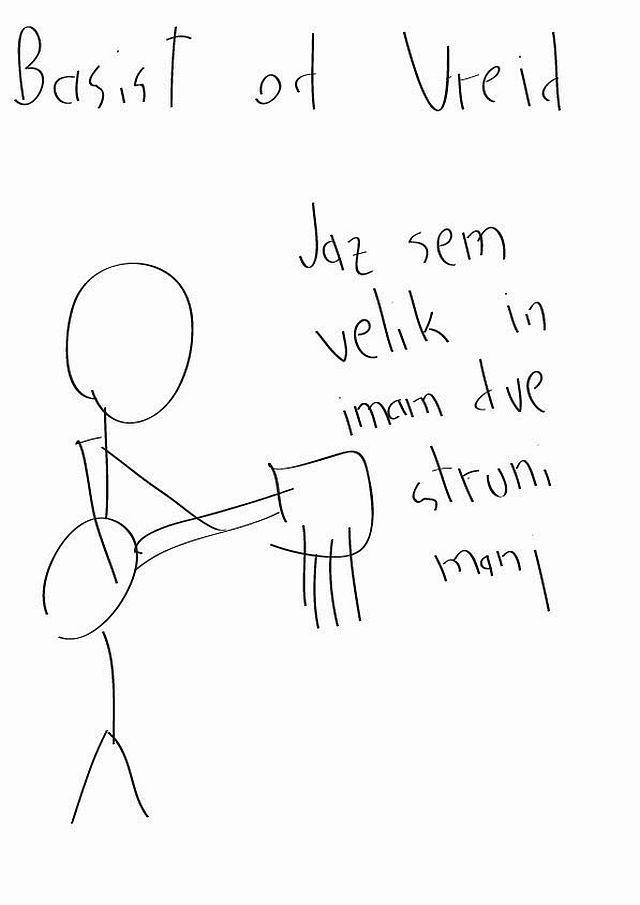 Basist od Vreid
Jaz sem
velik in
imam dve
struni
manj